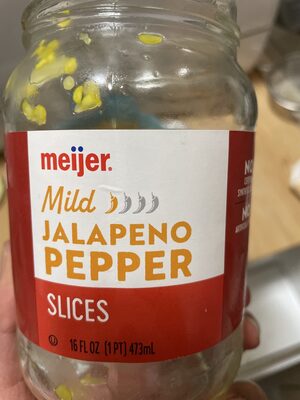 meijer.
Mild
JALAPENO
PEPPER
SLICES
16 FL OZ (1 PT) 473mL